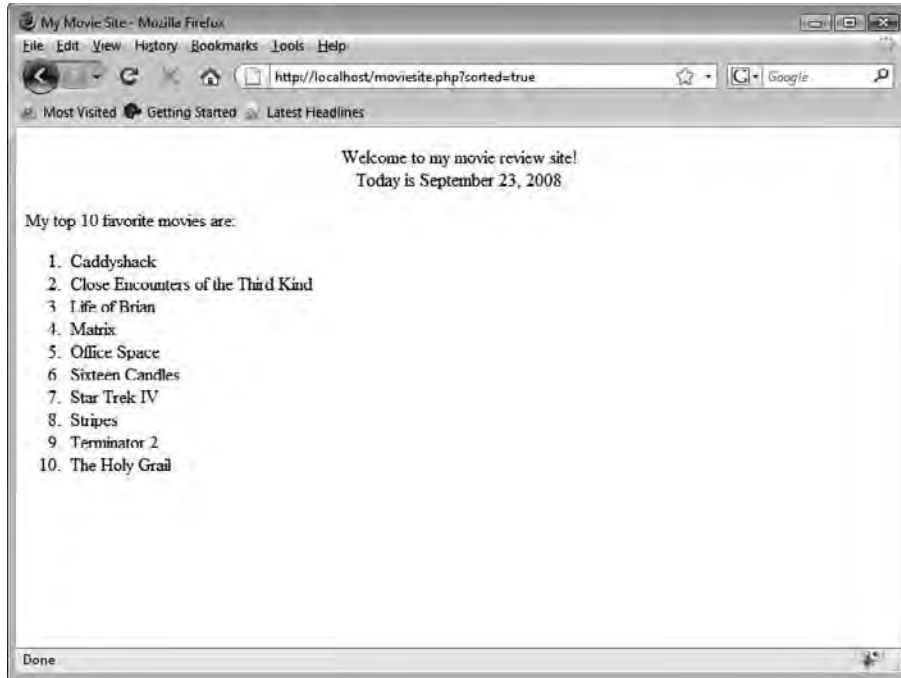 My Movie Site - Mozilla Firefox
File Edit View History Bookmarks Tools Help
http://localhost/moviesite.php?sorted=true
G Google
Most Visited Getting Started Latest Headlines
Welcome to my movie review site!
Today is September 23, 2008
My top 10 favorite movies are:
1. Caddyshack
2. Close Encounters of the Third Kind
3. Life of Brian
4. Matrix
5. Office Space
6. Sixteen Candles
7. Star Trek IV
8. Stripes
9. Terminator 2
10. The Holy Grail
Done